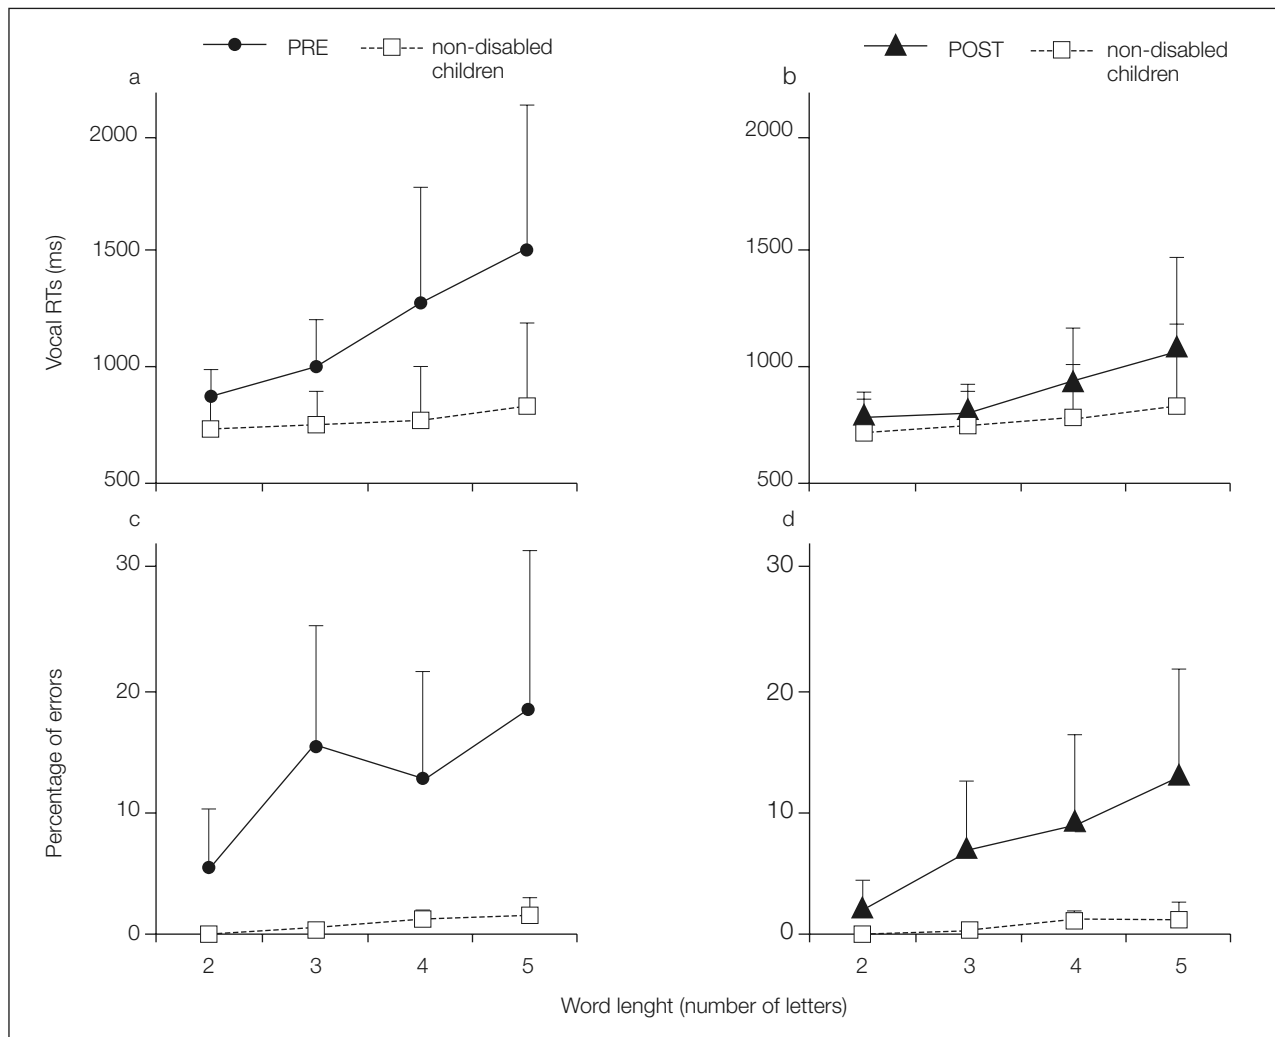 PRE
non-disabled
children
POST
non-disabled
children
a
b
2000
1500
1000
500
Vocal RTs (ms)
2000
1500
1000
500
c
d
30
20
10
0
Percentage of errors
30
20
10
0
2 3 4 5
2 3 4 5
Word lenght (number of letters)